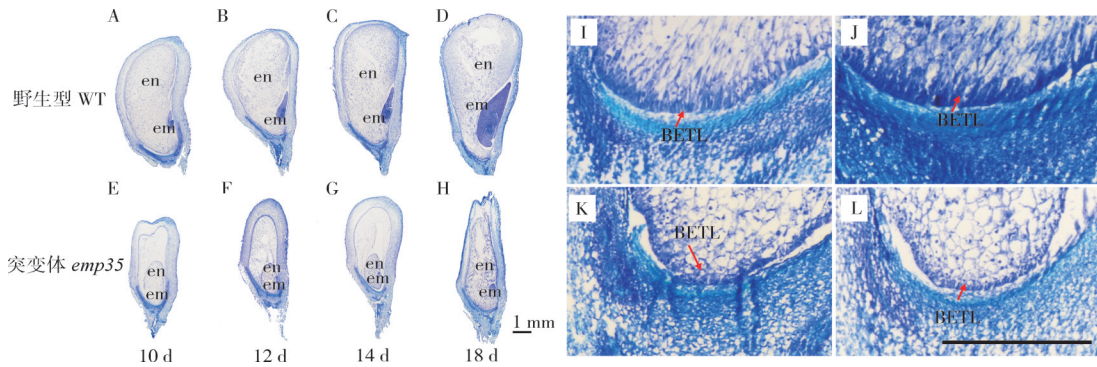 A B C D
野生型 WT
en en en en
em em em em
E F G H
突变体 emp35
en en en en
em em em em
1 mm
10 d 12 d 14 d 18 d
I J
BETL BETL
K L
BETL BETL